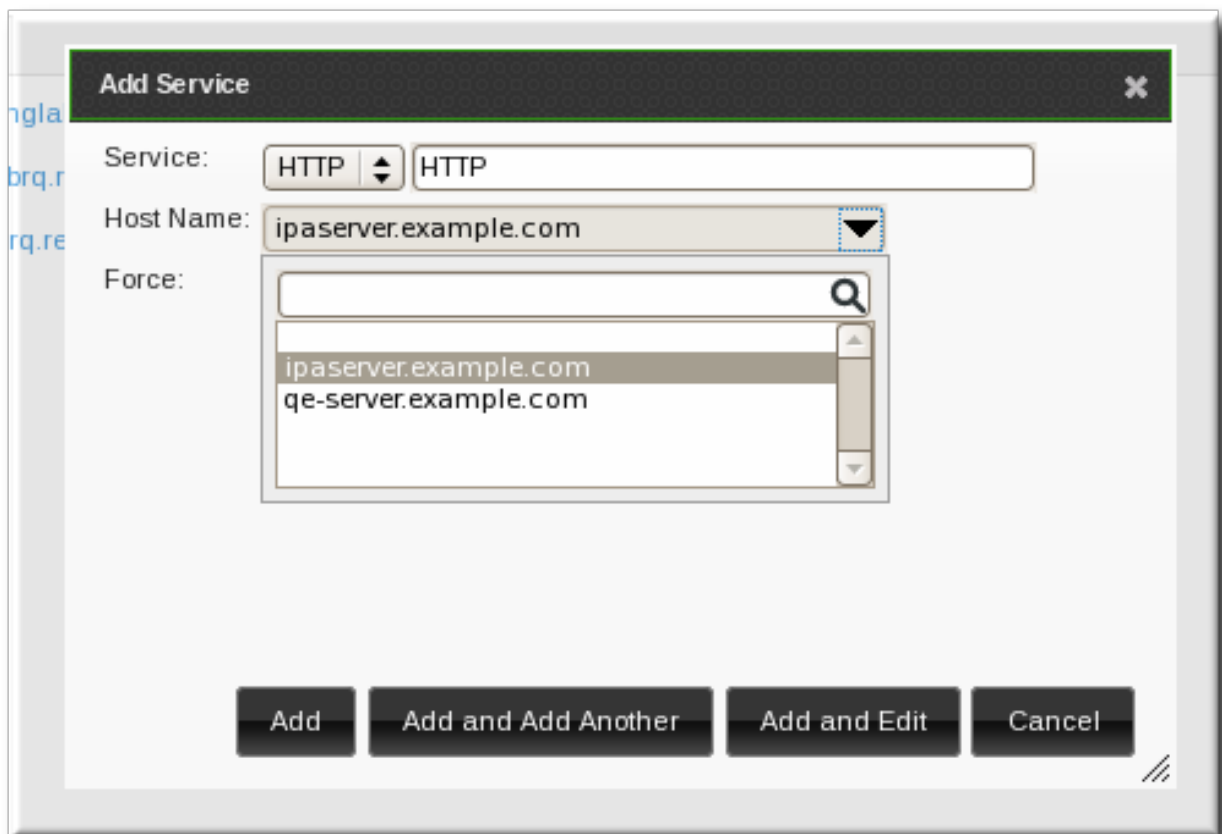 Add Service
Service:
HTTP
HTTP
Host Name:
ipaserver.example.com
Force:
ipaserver.example.com
qe-server.example.com
Add
Add and Add Another
Add and Edit
Cancel